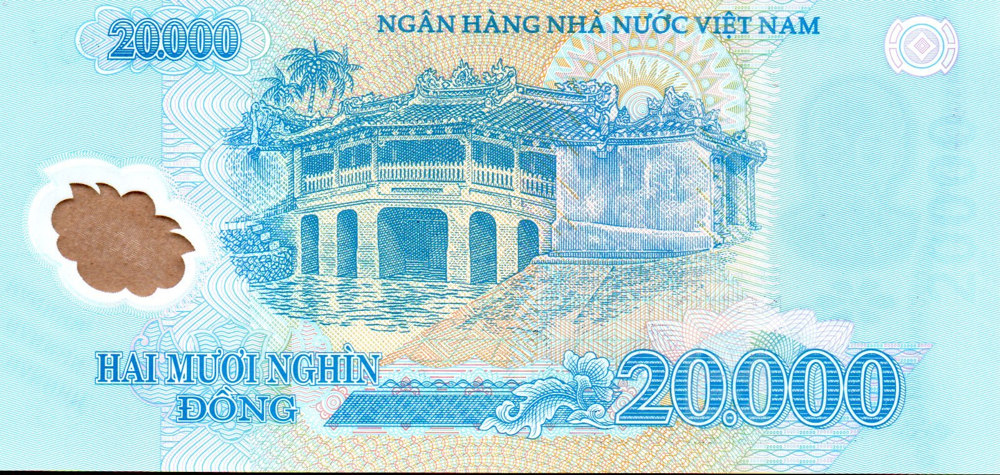 20.000
NGÂN HÀNG NHÀ NƯỚC VIỆT NAM
HAI MƯƠI NGHÌN
ĐỒNG
20.000